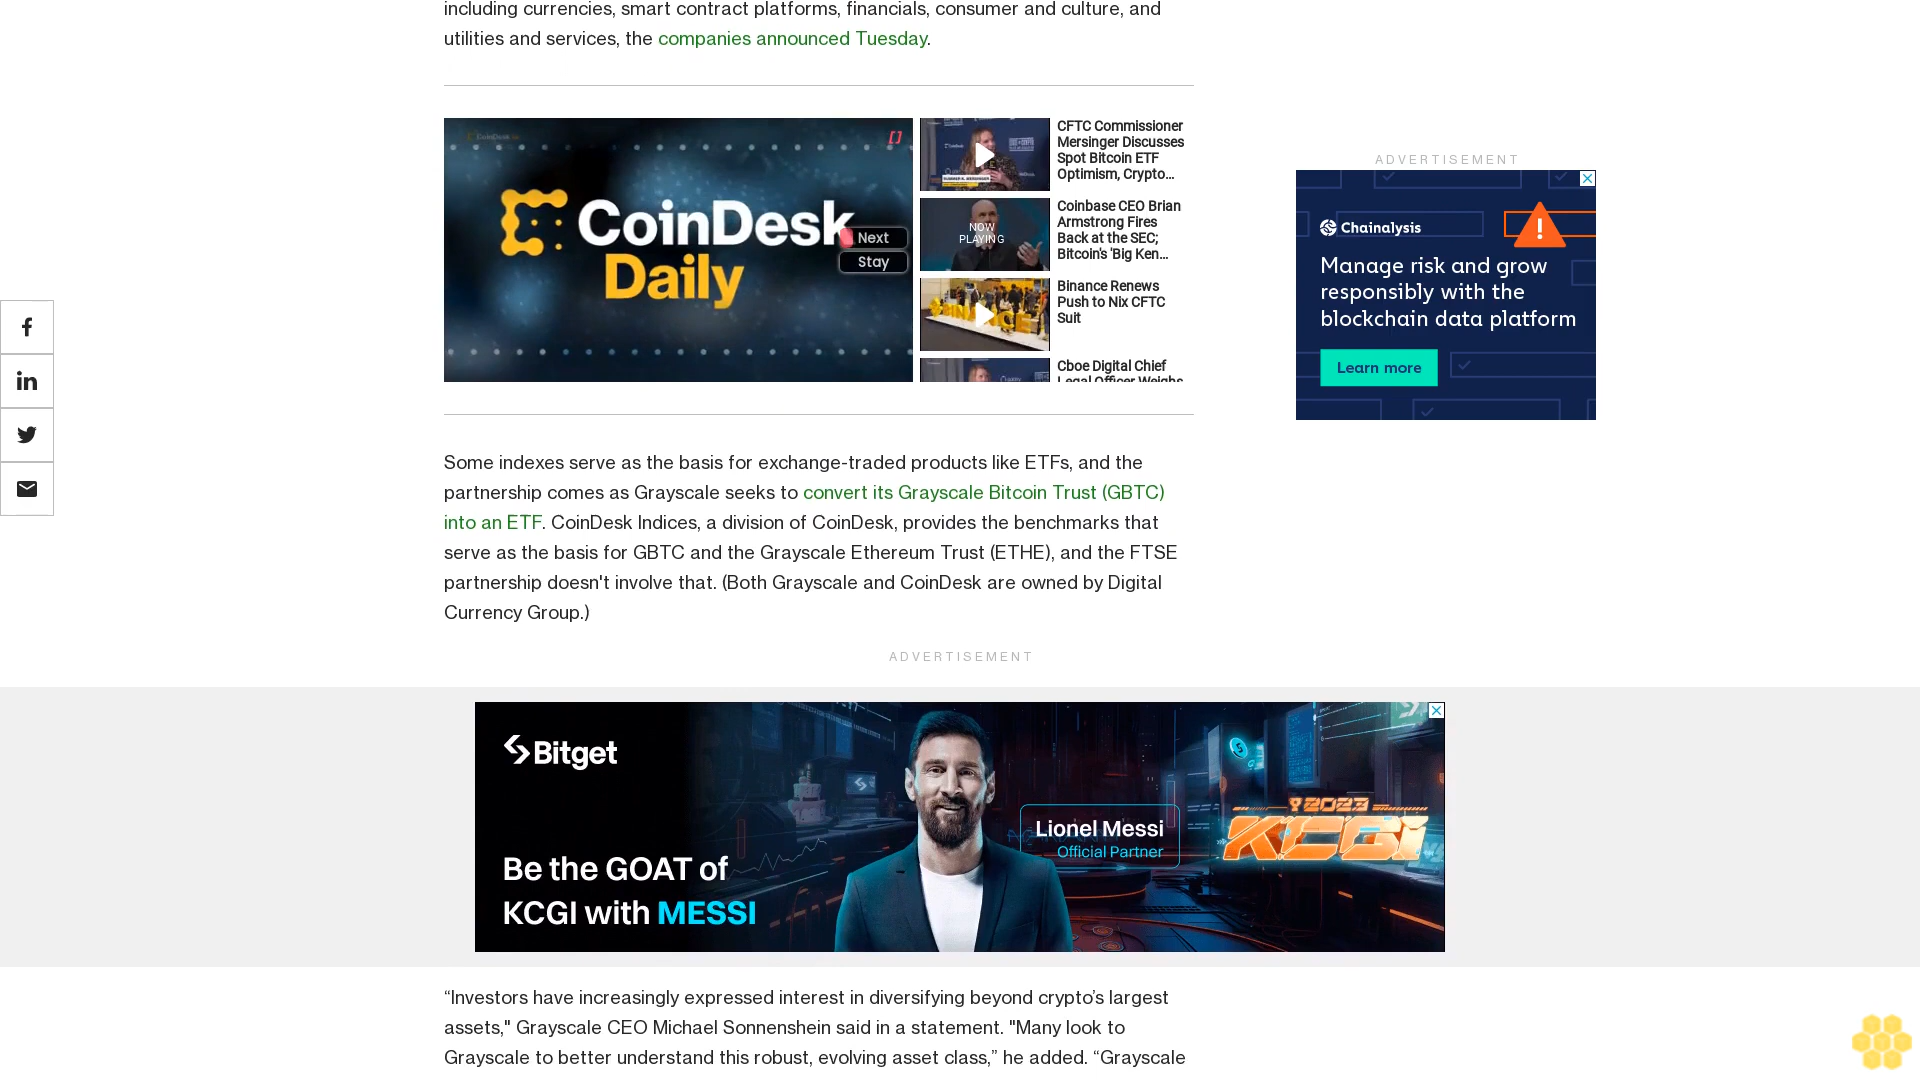 including currencies, smart contract platforms, financials, consumer and culture, and
utilities and services, the companies announced Tuesday.
CoinDesk
Daily
Next
Stay
CFTC Commissioner
Mersinger Discusses
Spot Bitcoin ETF
Optimism, Crypto...
NOW
PLAYING
Coinbase CEO Brian
Armstrong Fires
Back at the SEC;
Bitcoin's 'Big Ken...
BINANCE
Binance Renews
Push to Nix CFTC
Suit
Cboe Digital Chief
Legal Officer Weighs
ADVERTISEMENT
Chainalysis
Manage risk and grow
responsibly with the
blockchain data platform
Learn more
Some indexes serve as the basis for exchange-traded products like ETFs, and the
partnership comes as Grayscale seeks to convert its Grayscale Bitcoin Trust (GBTC)
into an ETF. CoinDesk Indices, a division of CoinDesk, provides the benchmarks that
serve as the basis for GBTC and the Grayscale Ethereum Trust (ETHE), and the FTSE
partnership doesn't involve that. (Both Grayscale and CoinDesk are owned by Digital
Currency Group.)
ADVERTISEMENT
Bitget
Be the GOAT of
KCGI with MESSI
Lionel Messi
Official Partner
2023
KCGI
“Investors have increasingly expressed interest in diversifying beyond crypto’s largest
assets," Grayscale CEO Michael Sonnenshein said in a statement. "Many look to
Grayscale to better understand this robust, evolving asset class,” he added. “Grayscale